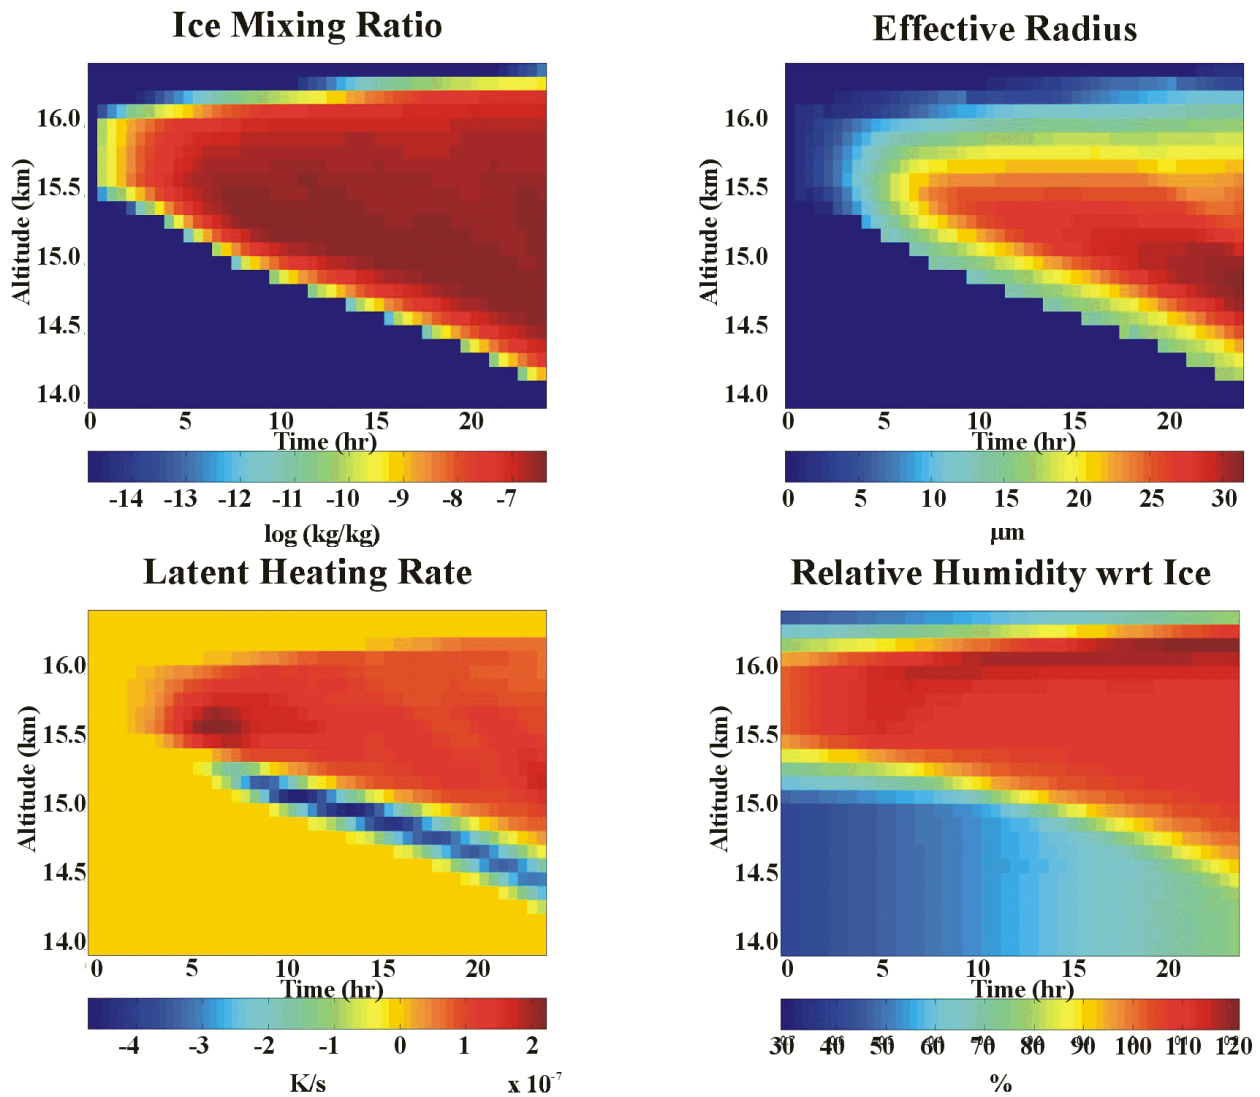 Ice Mixing Ratio
Effective Radius
Altitude (km)
16.0
15.5
15.0
14.5
14.0
0 5 10 15 20
Time (hr)
-14 -13 -12 -11 -10 -9 -8 -7
log (kg/kg)
Altitude (km)
16.0
15.5
15.0
14.5
14.0
0 5 10 15 20
Time (hr)
0 5 10 15 20 25 30
μm
Latent Heating Rate
Relative Humidity wrt Ice
Altitude (km)
16.0
15.5
15.0
14.5
14.0
0 5 10 15 20
Time (hr)
-4 -3 -2 -1 0 1 2
K/s
x 10⁻⁷
Altitude (km)
16.0
15.5
15.0
14.5
14.0
0 5 10 15 20
Time (hr)
30 40 50 60 70 80 90 100 110 120
%